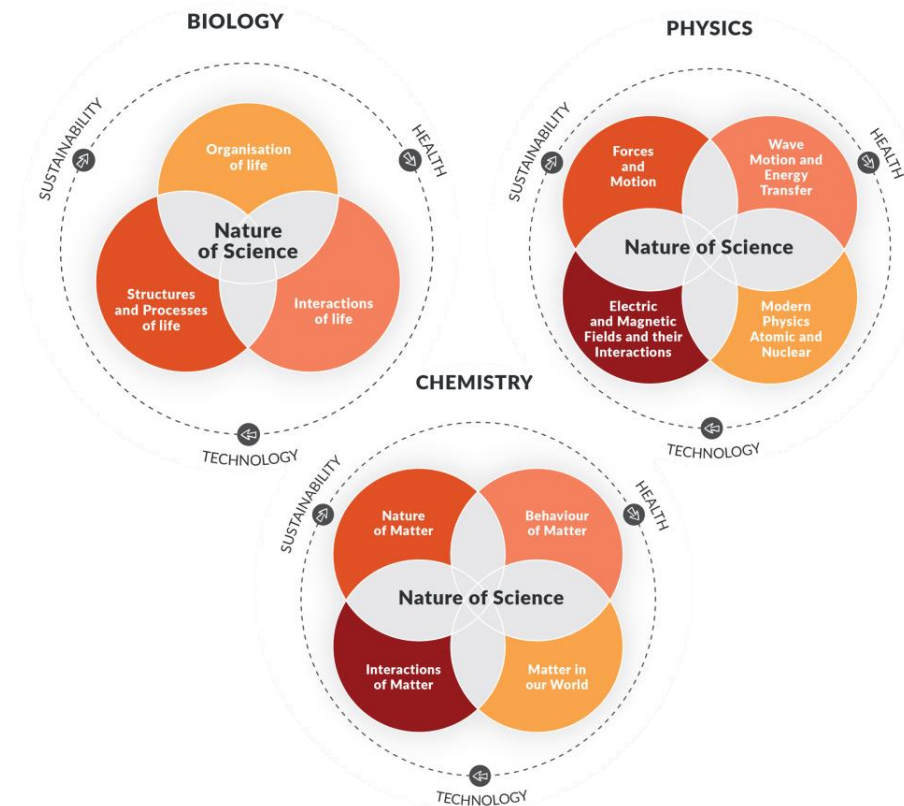 BIOLOGY
SUSTAINABILITY
HEALTH
Organisation
of life
Nature
of Science
Structures
and Processes
of life
Interactions
of life
TECHNOLOGY
PHYSICS
SUSTAINABILITY
HEALTH
Forces
and
Motion
Wave
Motion and
Energy
Transfer
Nature of Science
Electric
and Magnetic
Fields and their
Interactions
Modern
Physics
Atomic and
Nuclear
TECHNOLOGY
CHEMISTRY
SUSTAINABILITY
HEALTH
Nature
of Matter
Behaviour
of Matter
Nature of Science
Interactions
of Matter
Matter in
our World
TECHNOLOGY